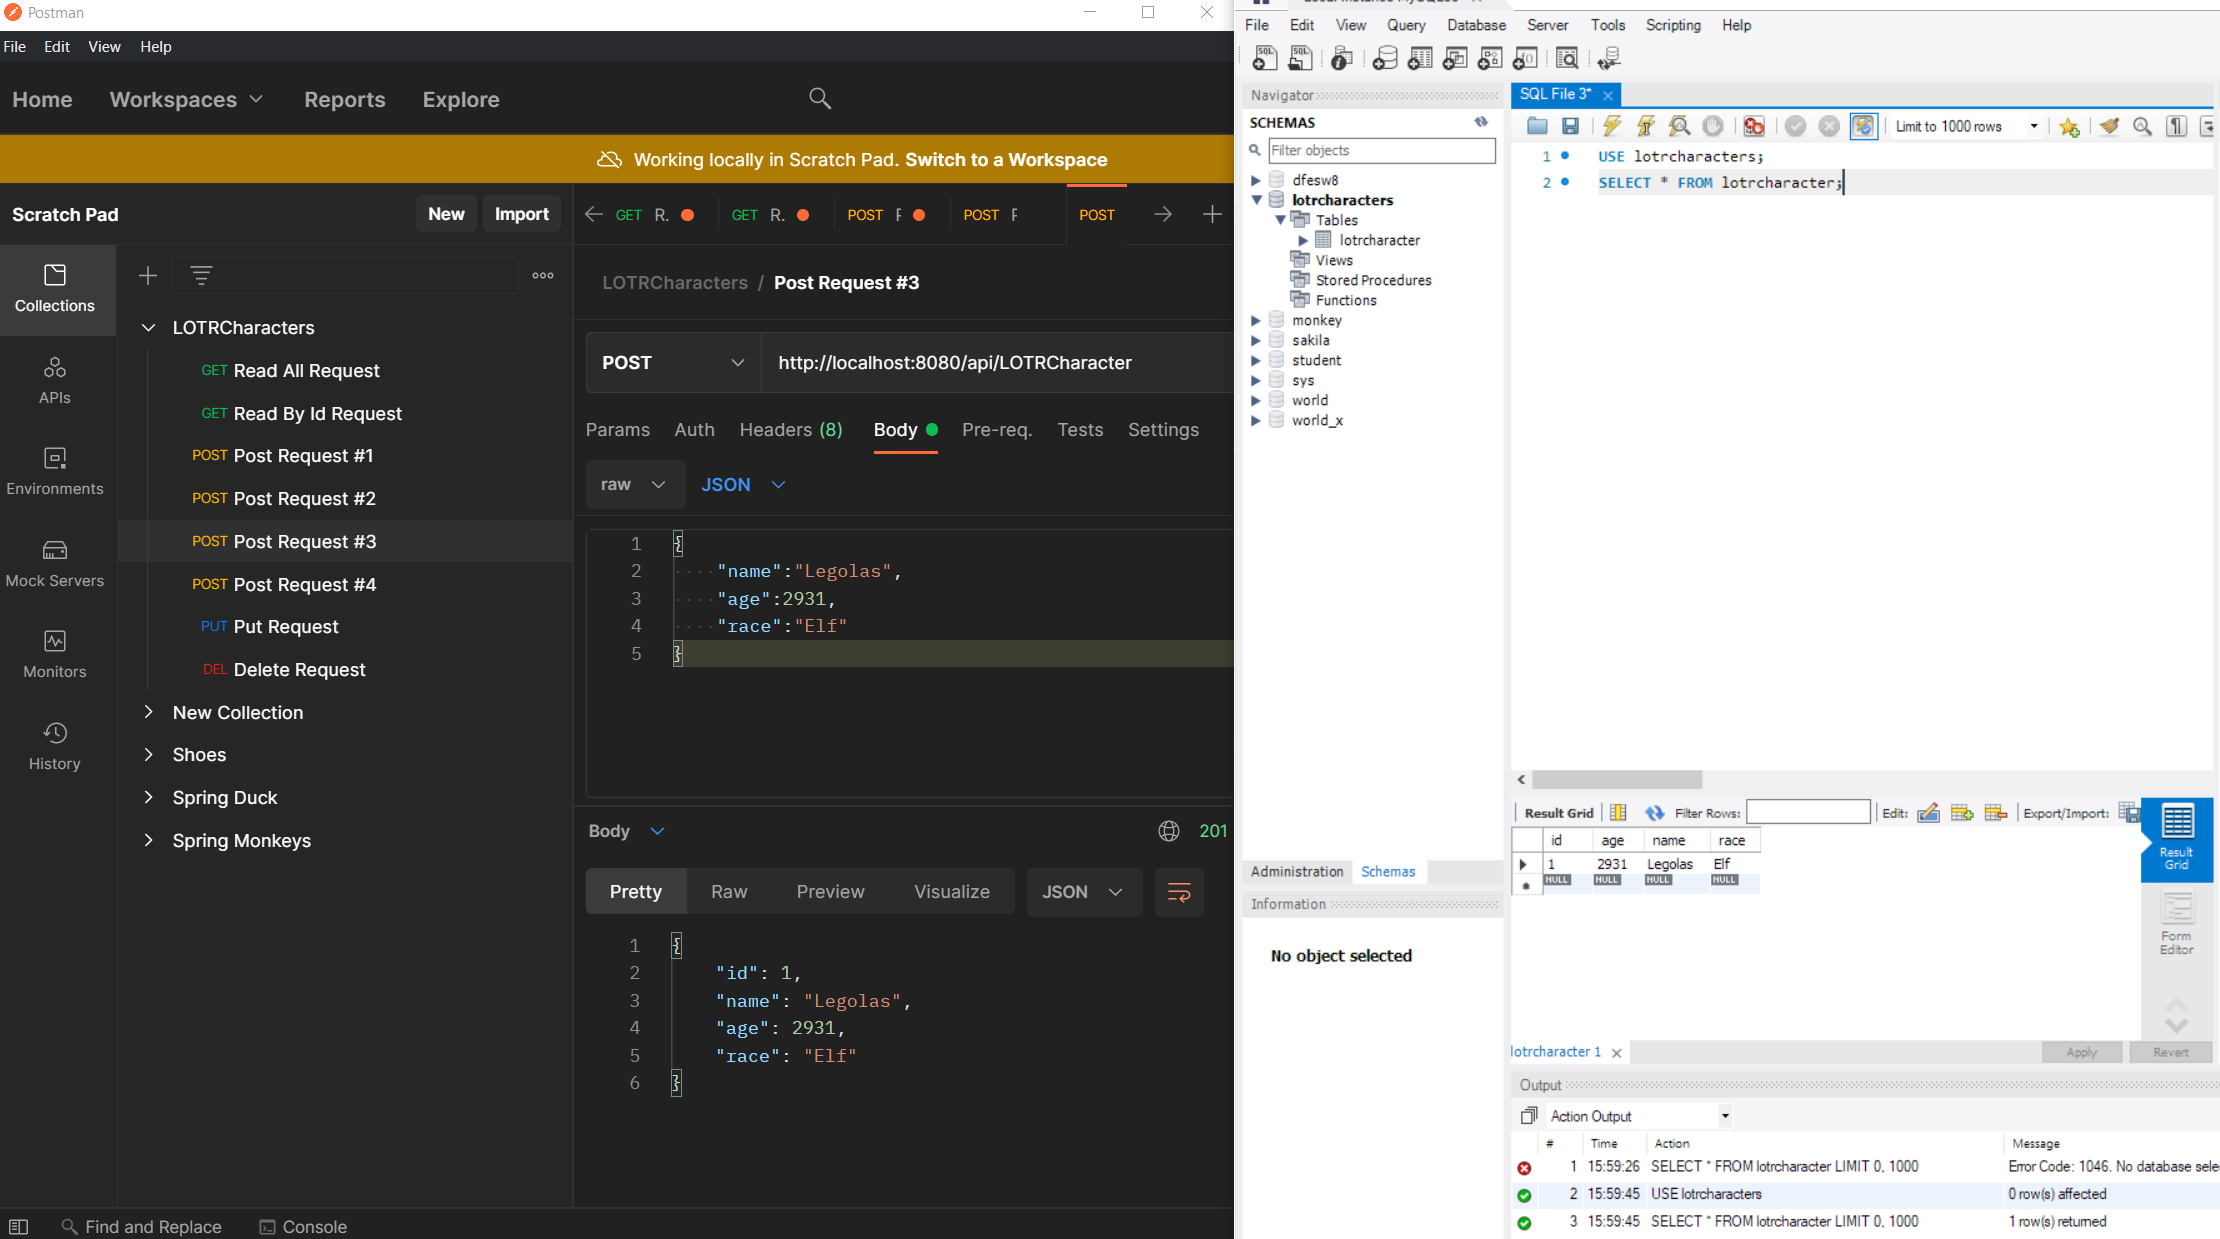 Postman
File Edit View Help
Home Workspaces Reports Explore
Working locally in Scratch Pad. Switch to a Workspace
Scratch Pad New Import
GET R. GET R. POST POST POST
Collections
APIs
Environments
Mock Servers
Monitors
History
LOTRCharacters
GET Read All Request
GET Read By Id Request
POST Post Request #1
POST Post Request #2
POST Post Request #3
POST Post Request #4
PUT Put Request
DEL Delete Request
New Collection
Shoes
Spring Duck
Spring Monkeys
LOTRCharacters / Post Request #3
POST http://localhost:8080/api/LOTRCharacter
Params Auth Headers (8) Body Pre-req. Tests Settings
raw JSON
1 {
2 "name":"Legolas",
3 "age":2931,
4 "race":"Elf"
5 }
Body 201
Pretty Raw Preview Visualize JSON
1 {
2 "id": 1,
3 "name": "Legolas",
4 "age": 2931,
5 "race": "Elf"
6 }
Find and Replace Console
File Edit View Query Database Server Tools Scripting Help
Navigator
SCHEMAS
Filter objects
dfesw8
lotrcharacters
Tables
lotrcharacter
Views
Stored Procedures
Functions
monkey
sakila
student
sys
world
world_x
Administration Schemas
Information
No object selected
SQL File 3*
Limit to 1000 rows
1 USE lotrcharacters;
2 SELECT * FROM lotrcharacter;
Result Grid Filter Rows: Edit: Export/Import:
id age name race
1 2931 Legolas Elf
NULL NULL NULL NULL
Result
Grid
Form
Editor
lotrcharacter 1 Apply Revert
Output
Action Output
# Time Action Message
1 15:59:26 SELECT * FROM lotrcharacter LIMIT 0, 1000 Error Code: 1046. No database sele
2 15:59:45 USE lotrcharacters 0 row(s) affected
3 15:59:45 SELECT * FROM lotrcharacter LIMIT 0, 1000 1 row(s) returned